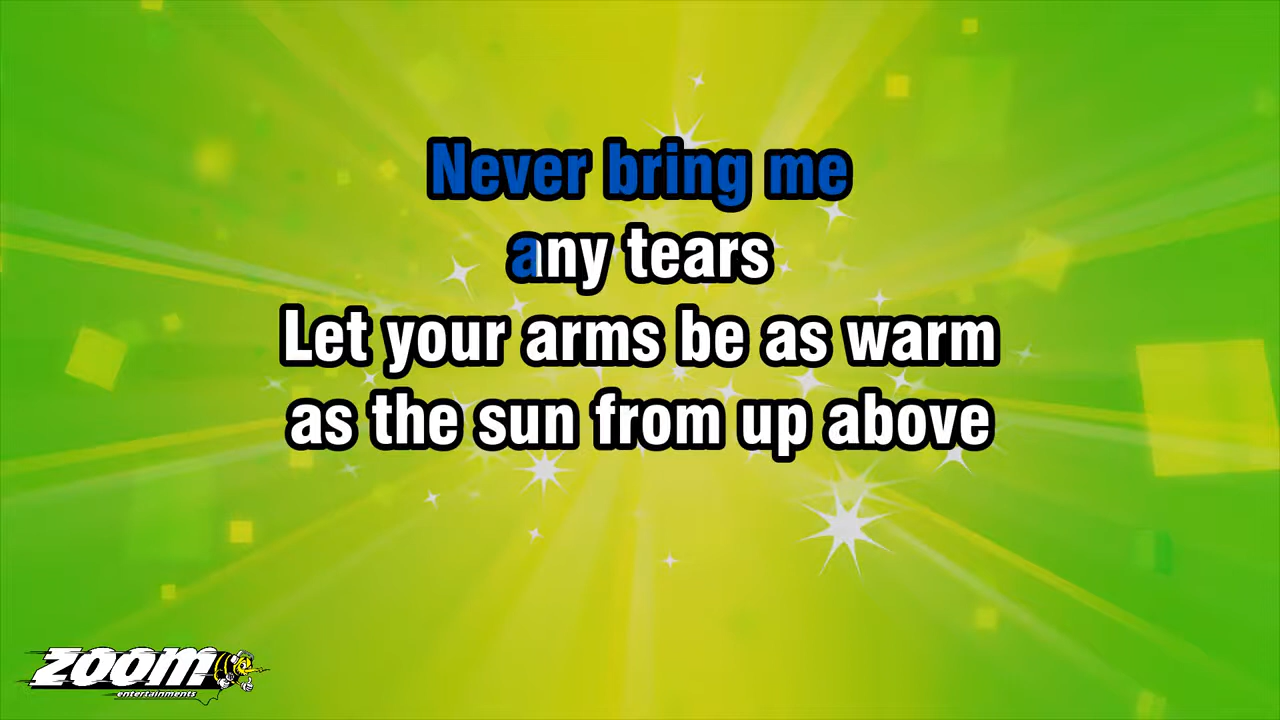 Never bring me
any tears
Let your arms be as warm
as the sun from up above
ZOOM
entertainments